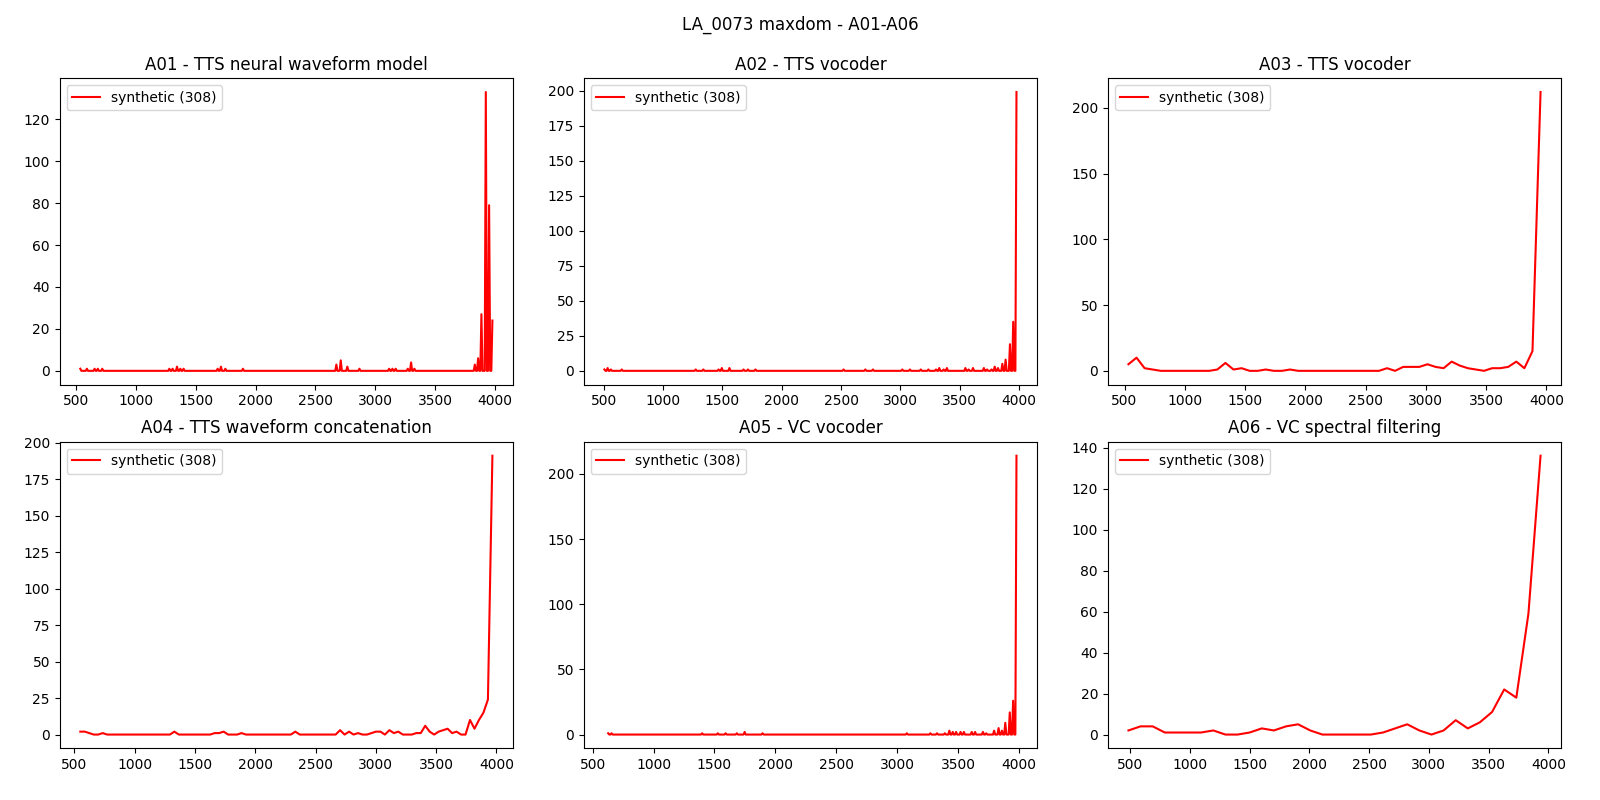 LA_0073 maxdom - A01-A06
A01 - TTS neural waveform model
synthetic (308)
120
100
80
60
40
20
0
500 1000 1500 2000 2500 3000 3500 4000
A02 - TTS vocoder
synthetic (308)
200
175
150
125
100
75
50
25
0
500 1000 1500 2000 2500 3000 3500 4000
A03 - TTS vocoder
synthetic (308)
200
150
100
50
0
500 1000 1500 2000 2500 3000 3500 4000
A04 - TTS waveform concatenation
synthetic (308)
200
175
150
125
100
75
50
25
0
500 1000 1500 2000 2500 3000 3500 4000
A05 - VC vocoder
synthetic (308)
200
150
100
50
0
500 1000 1500 2000 2500 3000 3500 4000
A06 - VC spectral filtering
synthetic (308)
140
120
100
80
60
40
20
0
500 1000 1500 2000 2500 3000 3500 4000